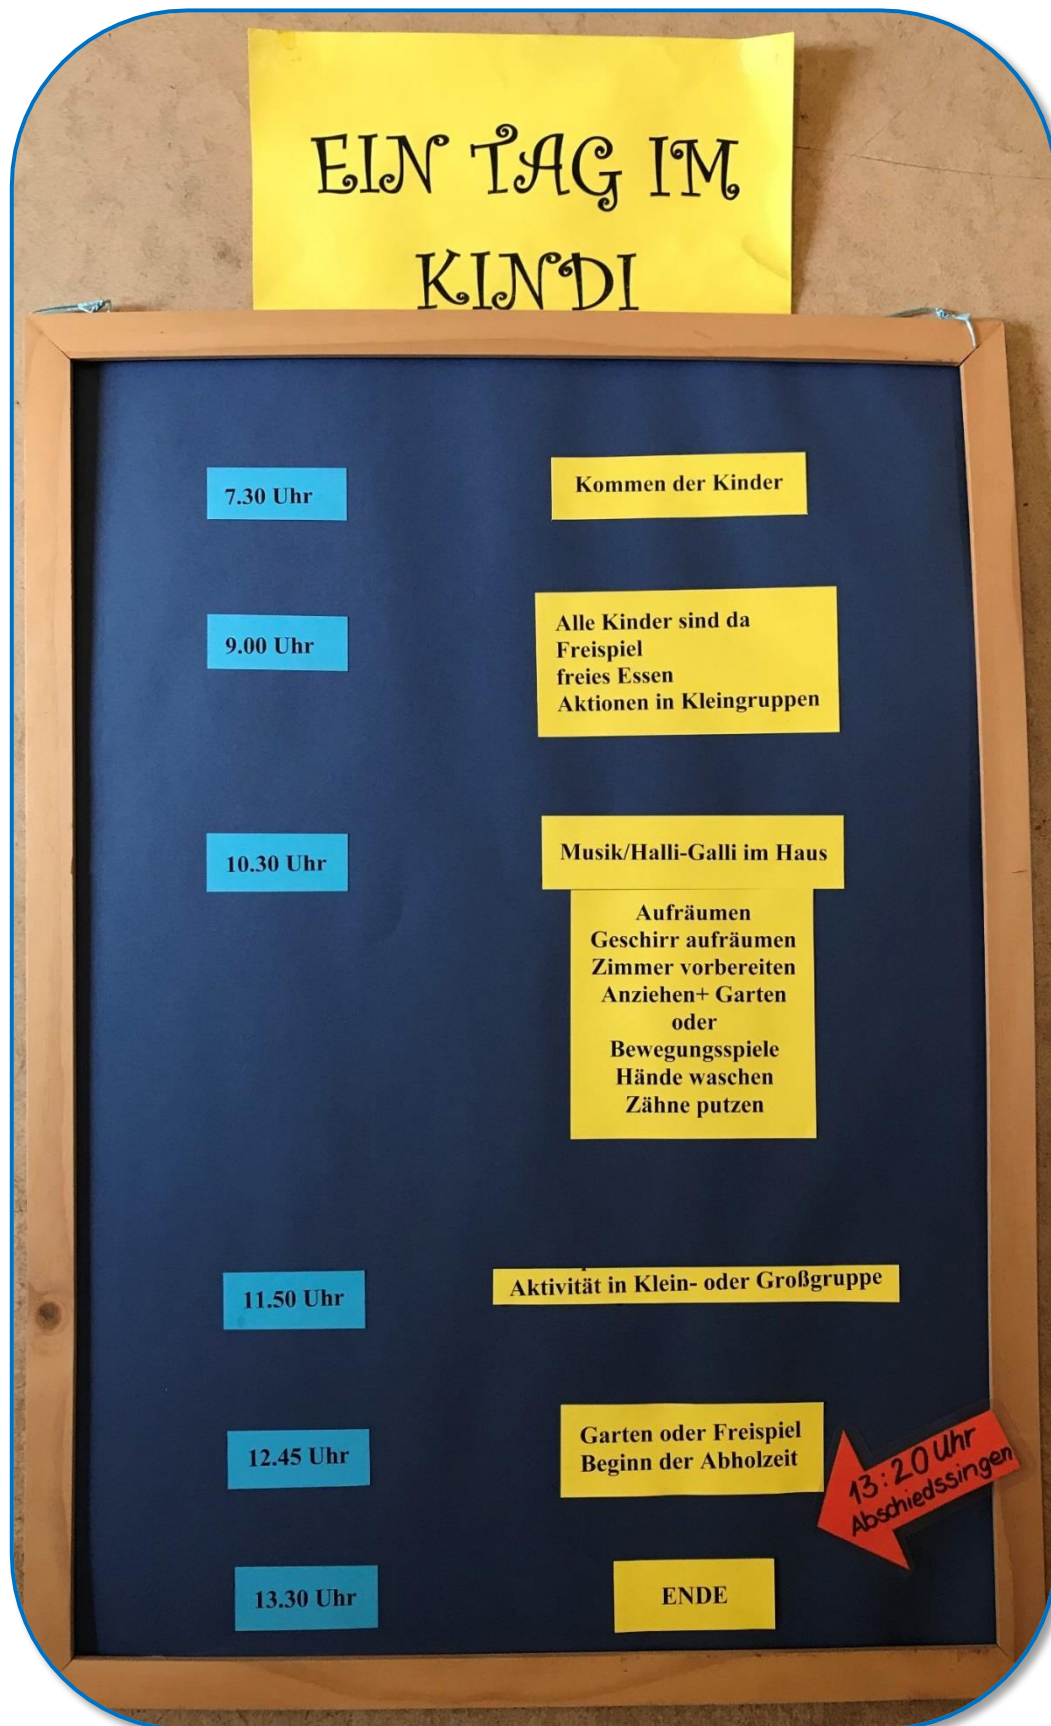 EIN TAG IM
KINDI
7.30 Uhr
Kommen der Kinder
9.00 Uhr
Alle Kinder sind da
Freispiel
freies Essen
Aktionen in Kleingruppen
10.30 Uhr
Musik/Halli-Galli im Haus
Aufräumen
Geschirr aufräumen
Zimmer vorbereiten
Anziehen+ Garten
oder
Bewegungsspiele
Hände waschen
Zähne putzen
11.50 Uhr
Aktivität in Klein- oder Großgruppe
12.45 Uhr
Garten oder Freispiel
Beginn der Abholzeit
13:20 Uhr
Abschiedssingen
13.30 Uhr
ENDE